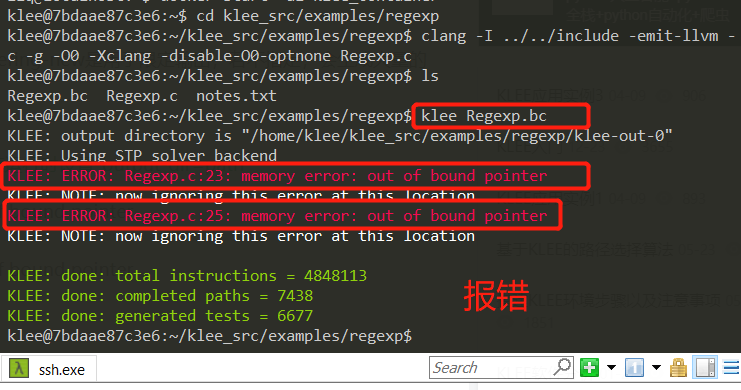 klee@7bdaae87c3e6:~$ cd klee_src/examples/regexp
klee@7bdaae87c3e6:~/klee_src/examples/regexp$ clang -I ../../include -emit-llvm -
c -g -O0 -Xclang -disable-O0-optnone Regexp.c
klee@7bdaae87c3e6:~/klee_src/examples/regexp$ ls
Regexp.bc  Regexp.c  notes.txt
klee@7bdaae87c3e6:~/klee_src/examples/regexp$ klee Regexp.bc
KLEE: output directory is "/home/klee/klee_src/examples/regexp/klee-out-0"
KLEE: Using STP solver backend
KLEE: ERROR: Regexp.c:23: memory error: out of bound pointer
KLEE: NOTE: now ignoring this error at this location
KLEE: ERROR: Regexp.c:25: memory error: out of bound pointer
KLEE: NOTE: now ignoring this error at this location
KLEE: done: total instructions = 4848113
KLEE: done: completed paths = 7438
KLEE: done: generated tests = 6677
报错
klee@7bdaae87c3e6:~/klee_src/examples/regexp$
ssh.exe
Search